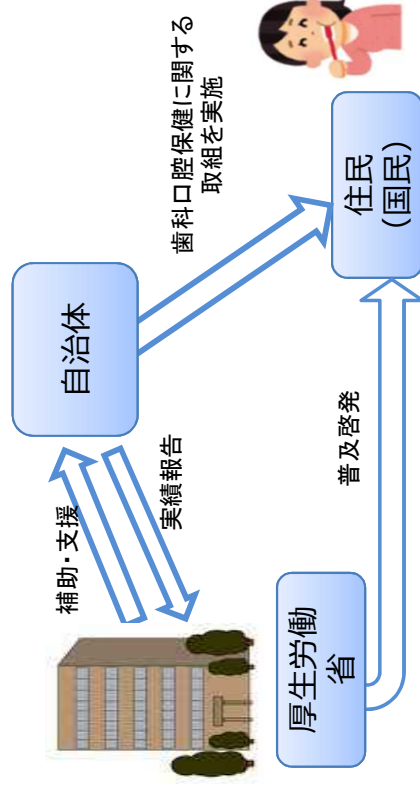 自治体
補助・支援
実績報告
歯科口腔保健に関する
取組を実施
厚生労働
省
普及啓発
住民
(国民)